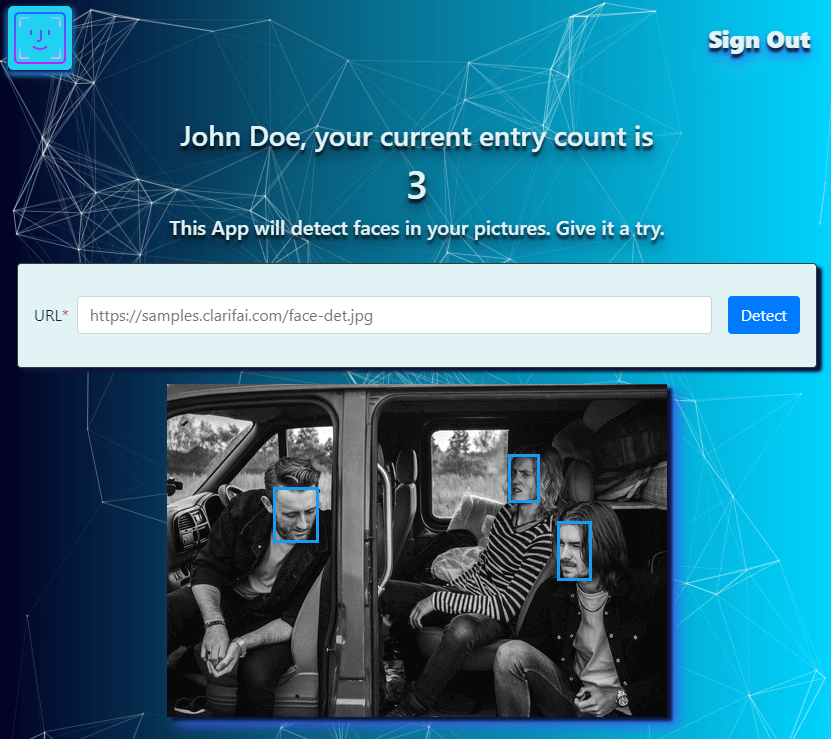 Sign Out
John Doe, your current entry count is
3
This App will detect faces in your pictures. Give it a try.
URL* https://samples.clarifai.com/face-det.jpg Detect